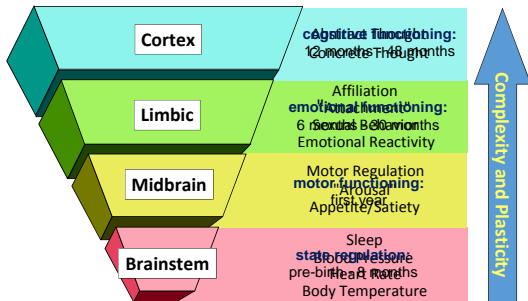 Cortex
Abstract Thought
Concrete Thought
cognitive function:
12 months - 48 months
Limbic
Affiliation
"Attachment"
Sexual Behavior
Emotional Reactivity
emotional functioning:
6 months - 30 months
Midbrain
Motor Regulation
"Arousal"
Appetite/Satiety
motor functioning:
first year
Brainstem
Sleep
Blood Pressure
Heart Rate
Body Temperature
state regulation:
pre-birth - 8 months
Complexity and Plasticity